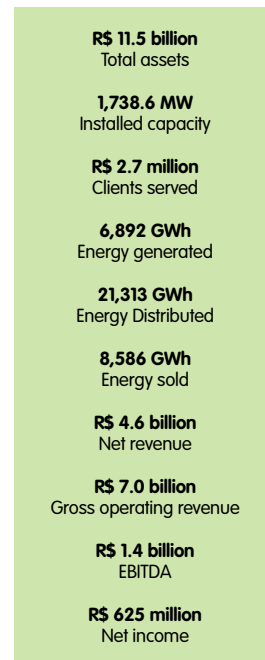 R$ 11.5 billion
Total assets
1,738.6 MW
Installed capacity
R$ 2.7 million
Clients served
6,892 GWh
Energy generated
21,313 GWh
Energy Distributed
8,586 GWh
Energy sold
R$ 4.6 billion
Net revenue
R$ 7.0 billion
Gross operating revenue
R$ 1.4 billion
EBITDA
R$ 625 million
Net income